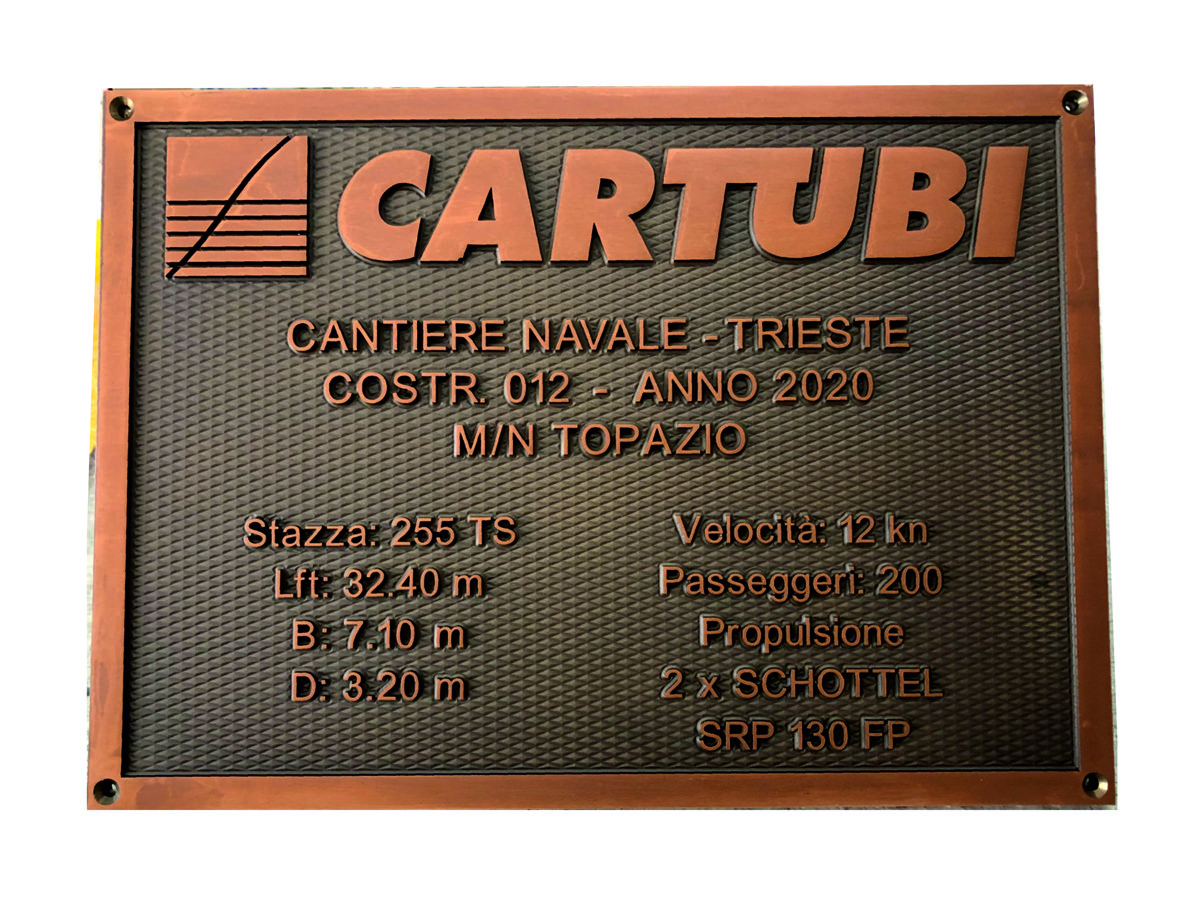 CARTUBI
CANTIERE NAVALE - TRIESTE
COSTR. 012 - ANNO 2020
M/N TOPAZIO
Stazza: 255 TS
Lft: 32.40 m
B: 7.10 m
D: 3.20 m
Velocità: 12 kn
Passeggeri: 200
Propulsione
2 x SCHOTTEL
SRP 130 FP